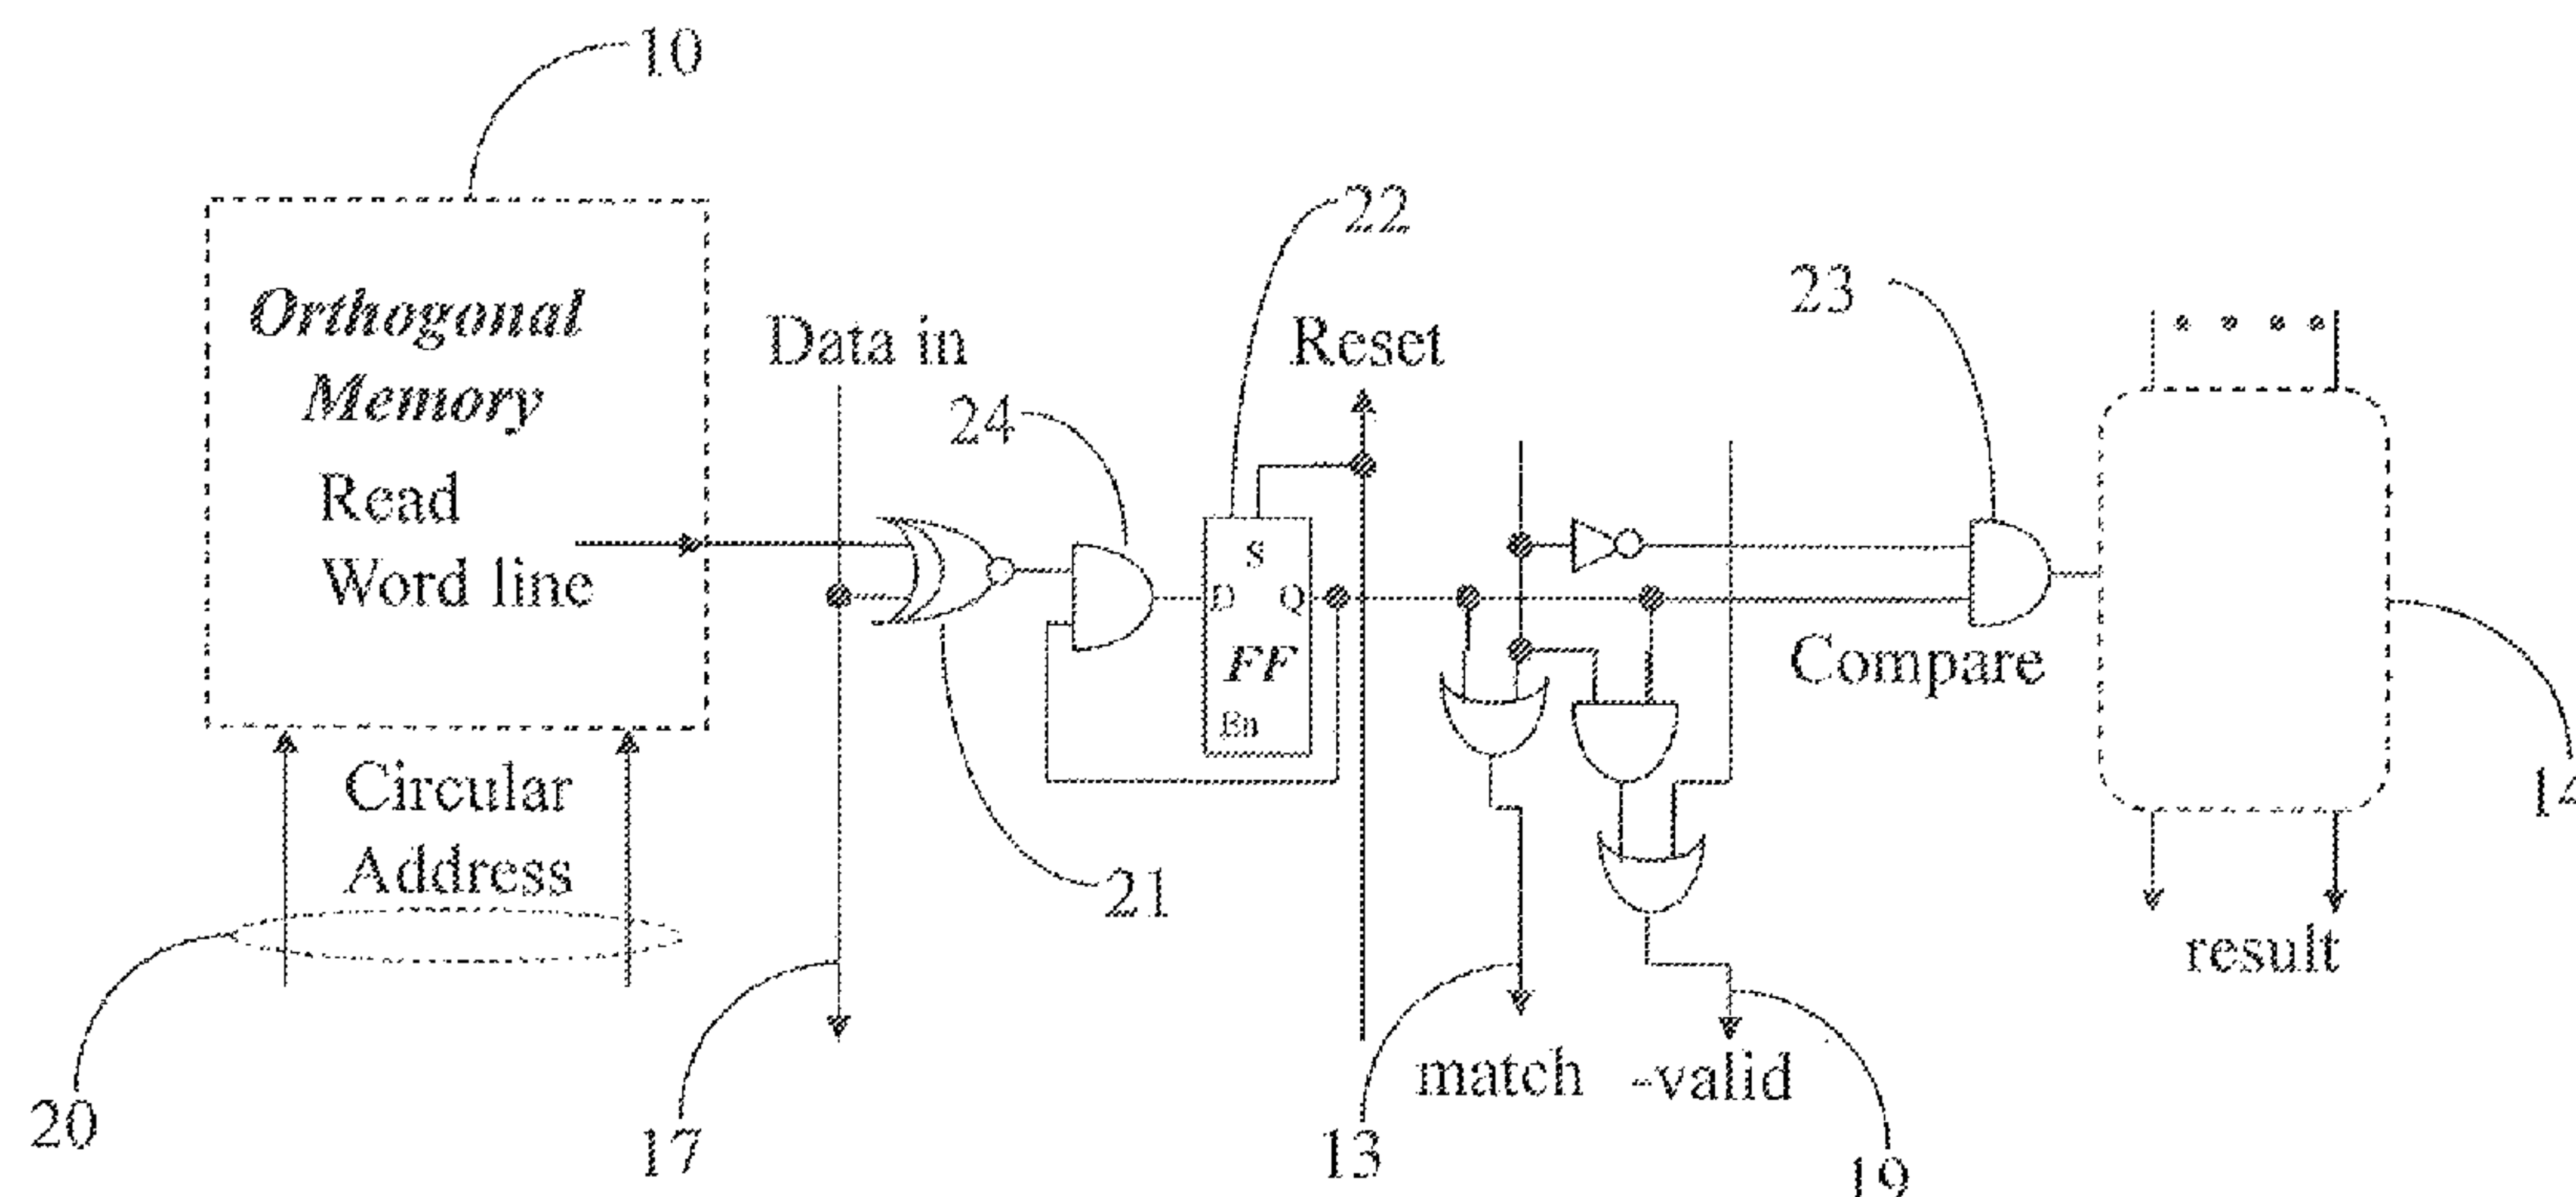 10
22
23
Orthogonal
Memory
Read
Word line
Data in
24
Reset
S
D Q
FF
En
Compare
14
Circular
Address
21
result
match ~valid
20
17
13
19